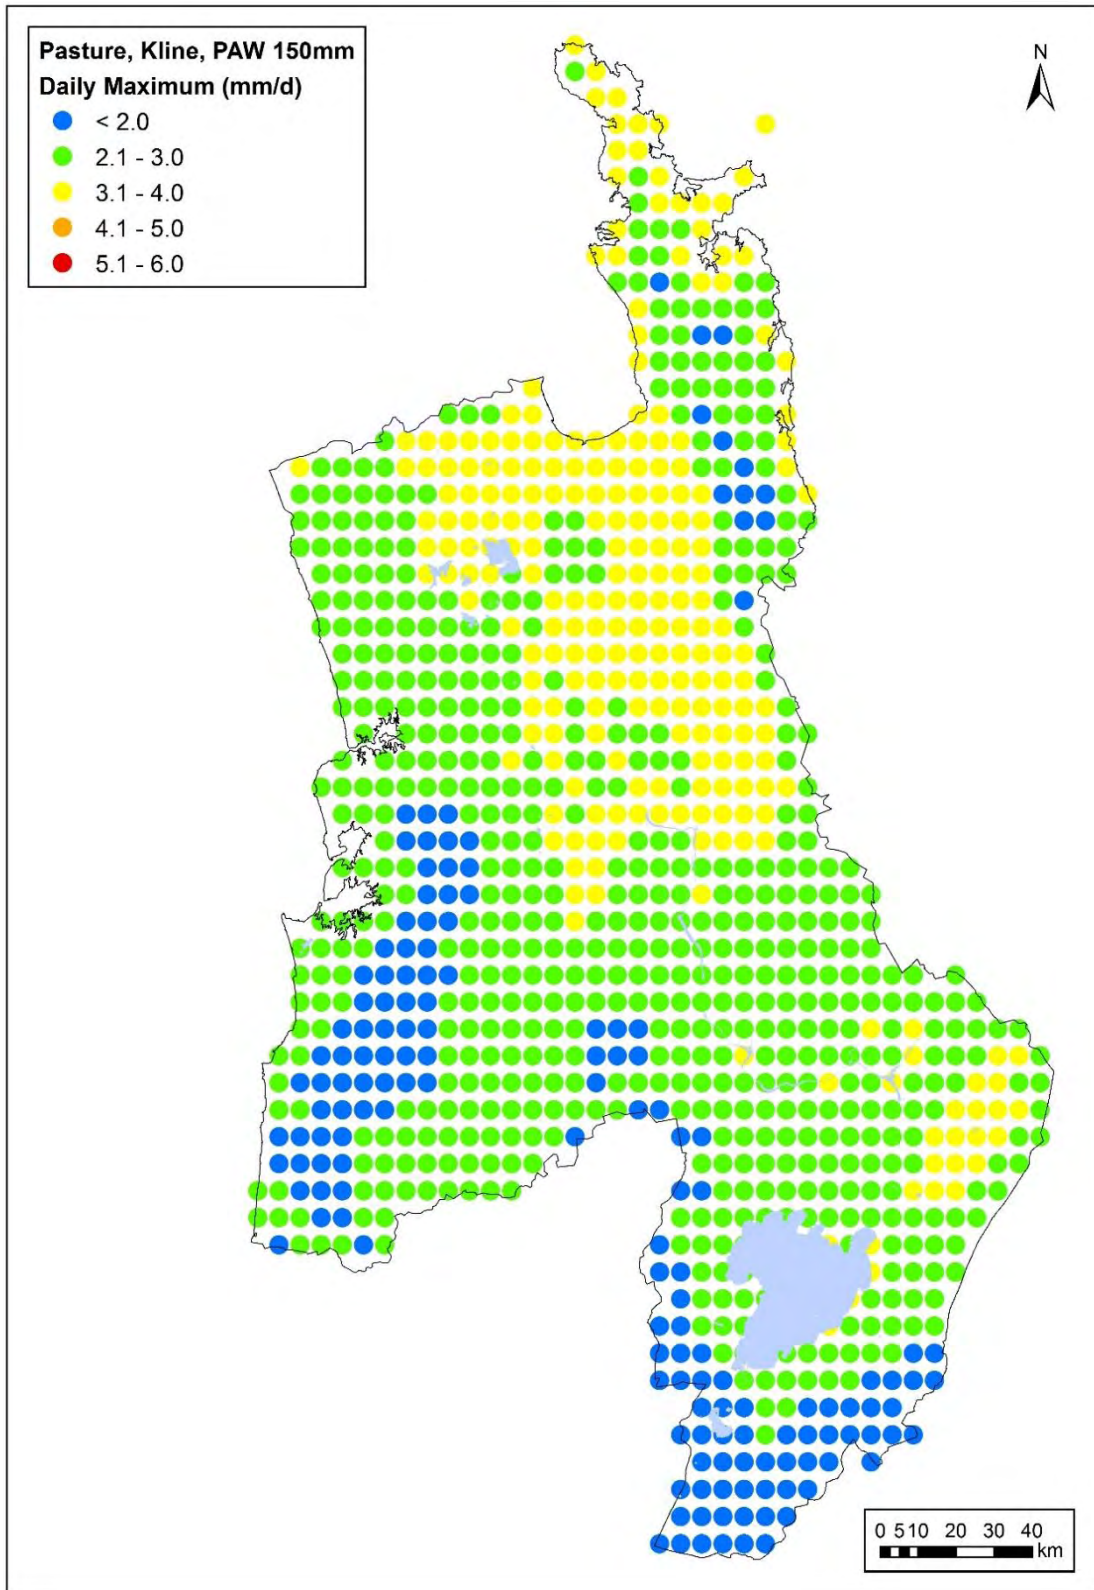 Pasture, Kline, PAW 150mm
Daily Maximum (mm/d)
< 2.0
2.1 - 3.0
3.1 - 4.0
4.1 - 5.0
5.1 - 6.0
N
0 5 10 20 30 40
km